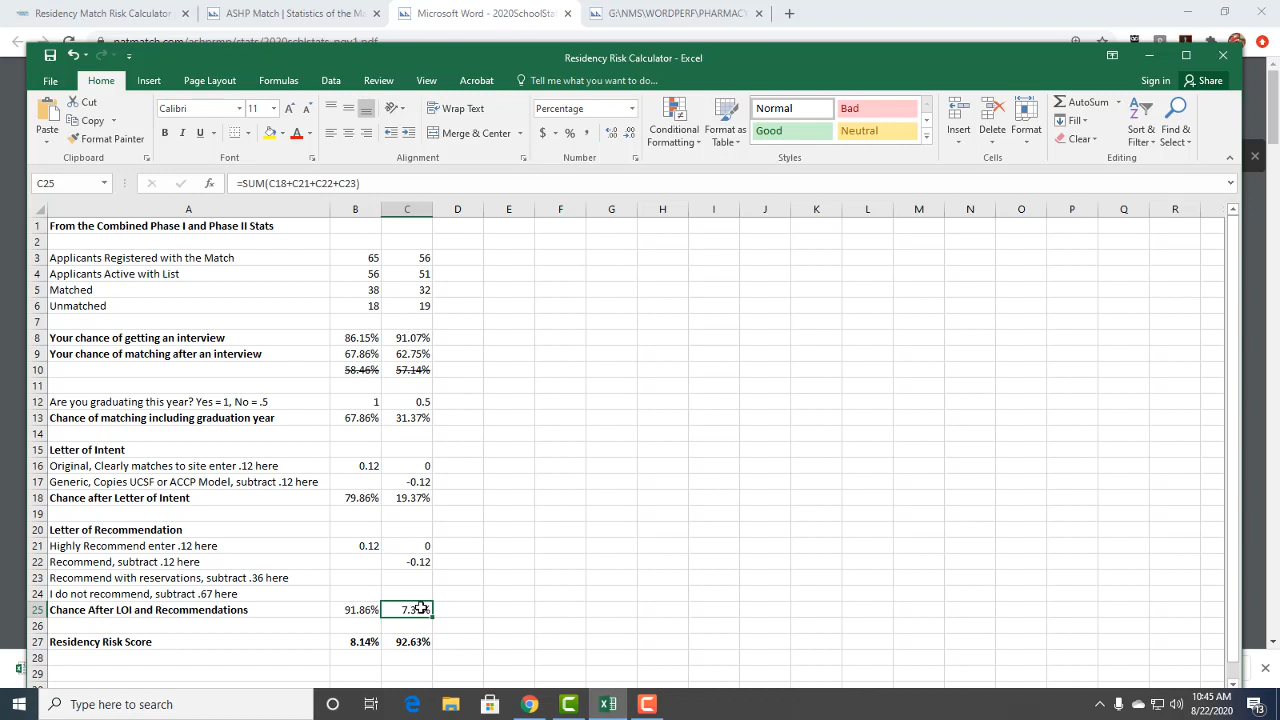 Residency Match Risk Calculator
ASHP Match | Statistics of the M
Microsoft Word - 2020SchoolStat
G:\NMS\WORDPERF\PHARMACY
natmatch.com/ashprmp/stats/2020schlstats_ngv1.pdf
Residency Risk Calculator - Excel
File Home Insert Page Layout Formulas Data Review View Acrobat Tell me what you want to do... Sign in Share
Paste Cut Copy Format Painter
Calibri 11
B I U
Wrap Text
Merge & Center
Percentage
$ % ,
Conditional Formatting
Format as Table
Normal Bad
Good Neutral
Insert Delete Format
AutoSum
Fill
Clear
Sort & Filter
Find & Select
Clipboard Font Alignment Number Styles Cells Editing
C25 fx =SUM(C18+C21+C22+C23)
A B C D E F G H I J K L M N O P Q R
1 From the Combined Phase I and Phase II Stats
2
3 Applicants Registered with the Match 65 56
4 Applicants Active with List 56 51
5 Matched 38 32
6 Unmatched 18 19
7
8 Your chance of getting an interview 86.15% 91.07%
9 Your chance of matching after an interview 67.86% 62.75%
10 58.46% 57.14%
11
12 Are you graduating this year? Yes = 1, No = .5 1 0.5
13 Chance of matching including graduation year 67.86% 31.37%
14
15 Letter of Intent
16 Original, Clearly matches to site enter .12 here 0.12 0
17 Generic, Copies UCSF or ACCP Model, subtract .12 here -0.12
18 Chance after Letter of Intent 79.86% 19.37%
19
20 Letter of Recommendation
21 Highly Recommend enter .12 here 0.12 0
22 Recommend, subtract .12 here -0.12
23 Recommend with reservations, subtract .36 here
24 I do not recommend, subtract .67 here
25 Chance After LOI and Recommendations 91.86%
26
27 Residency Risk Score 8.14% 92.63%
28
29
Type here to search
10:45 AM
8/22/2020
13